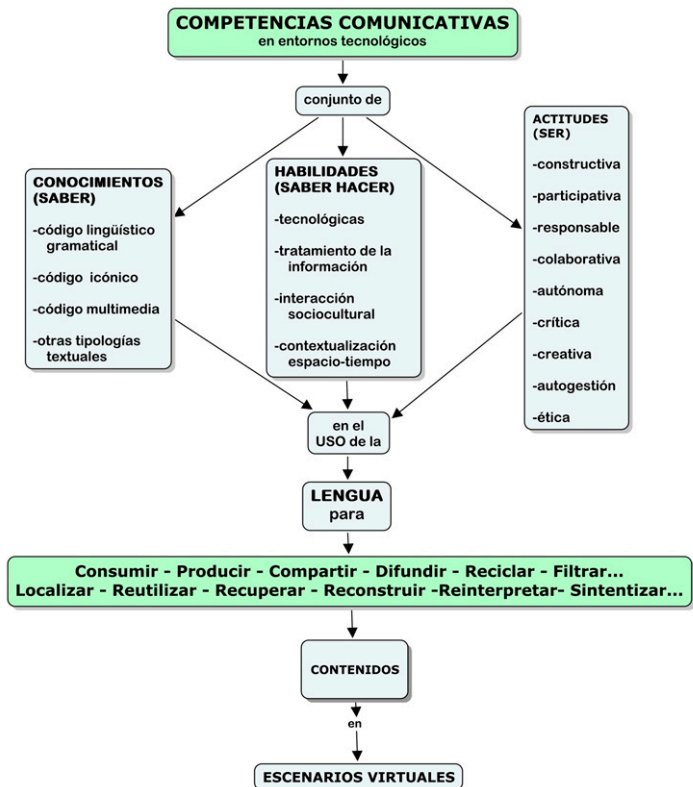 COMPETENCIAS COMUNICATIVAS
en entornos tecnológicos
conjunto de
CONOCIMIENTOS
(SABER)
-código lingüístico
gramatical
-código icónico
-código multimedia
-otras tipologías
textuales
HABILIDADES
(SABER HACER)
-tecnológicas
-tratamiento de la
información
-interacción
sociocultural
-contextualización
espacio-tiempo
ACTITUDES
(SER)
-constructiva
-participativa
-responsable
-colaborativa
-autónoma
-crítica
-creativa
-autogestión
-ética
en el
USO de la
LENGUA
para
Consumir - Producir - Compartir - Difundir - Reciclar - Filtrar...
Localizar - Reutilizar - Recuperar - Reconstruir -Reinterpretar- Sintentizar...
CONTENIDOS
en
ESCENARIOS VIRTUALES